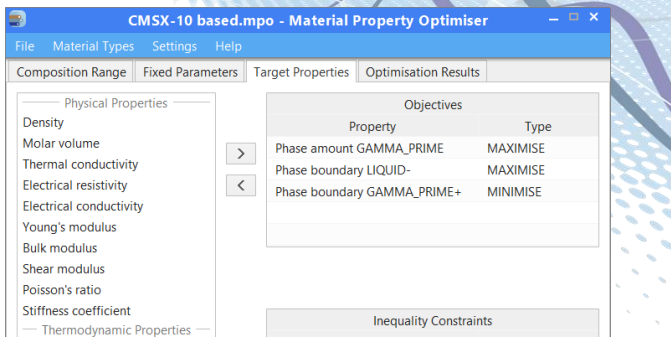 CMSX-10 based.mpo - Material Property Optimiser
File Material Types Settings Help
Composition Range Fixed Parameters Target Properties Optimisation Results
Physical Properties
Density
Molar volume
Thermal conductivity
Electrical resistivity
Electrical conductivity
Young's modulus
Bulk modulus
Shear modulus
Poisson's ratio
Stiffness coefficient
Thermodynamic Properties
>
<
Objectives
Property Type
Phase amount GAMMA_PRIME MAXIMISE
Phase boundary LIQUID- MAXIMISE
Phase boundary GAMMA_PRIME+ MINIMISE
Inequality Constraints